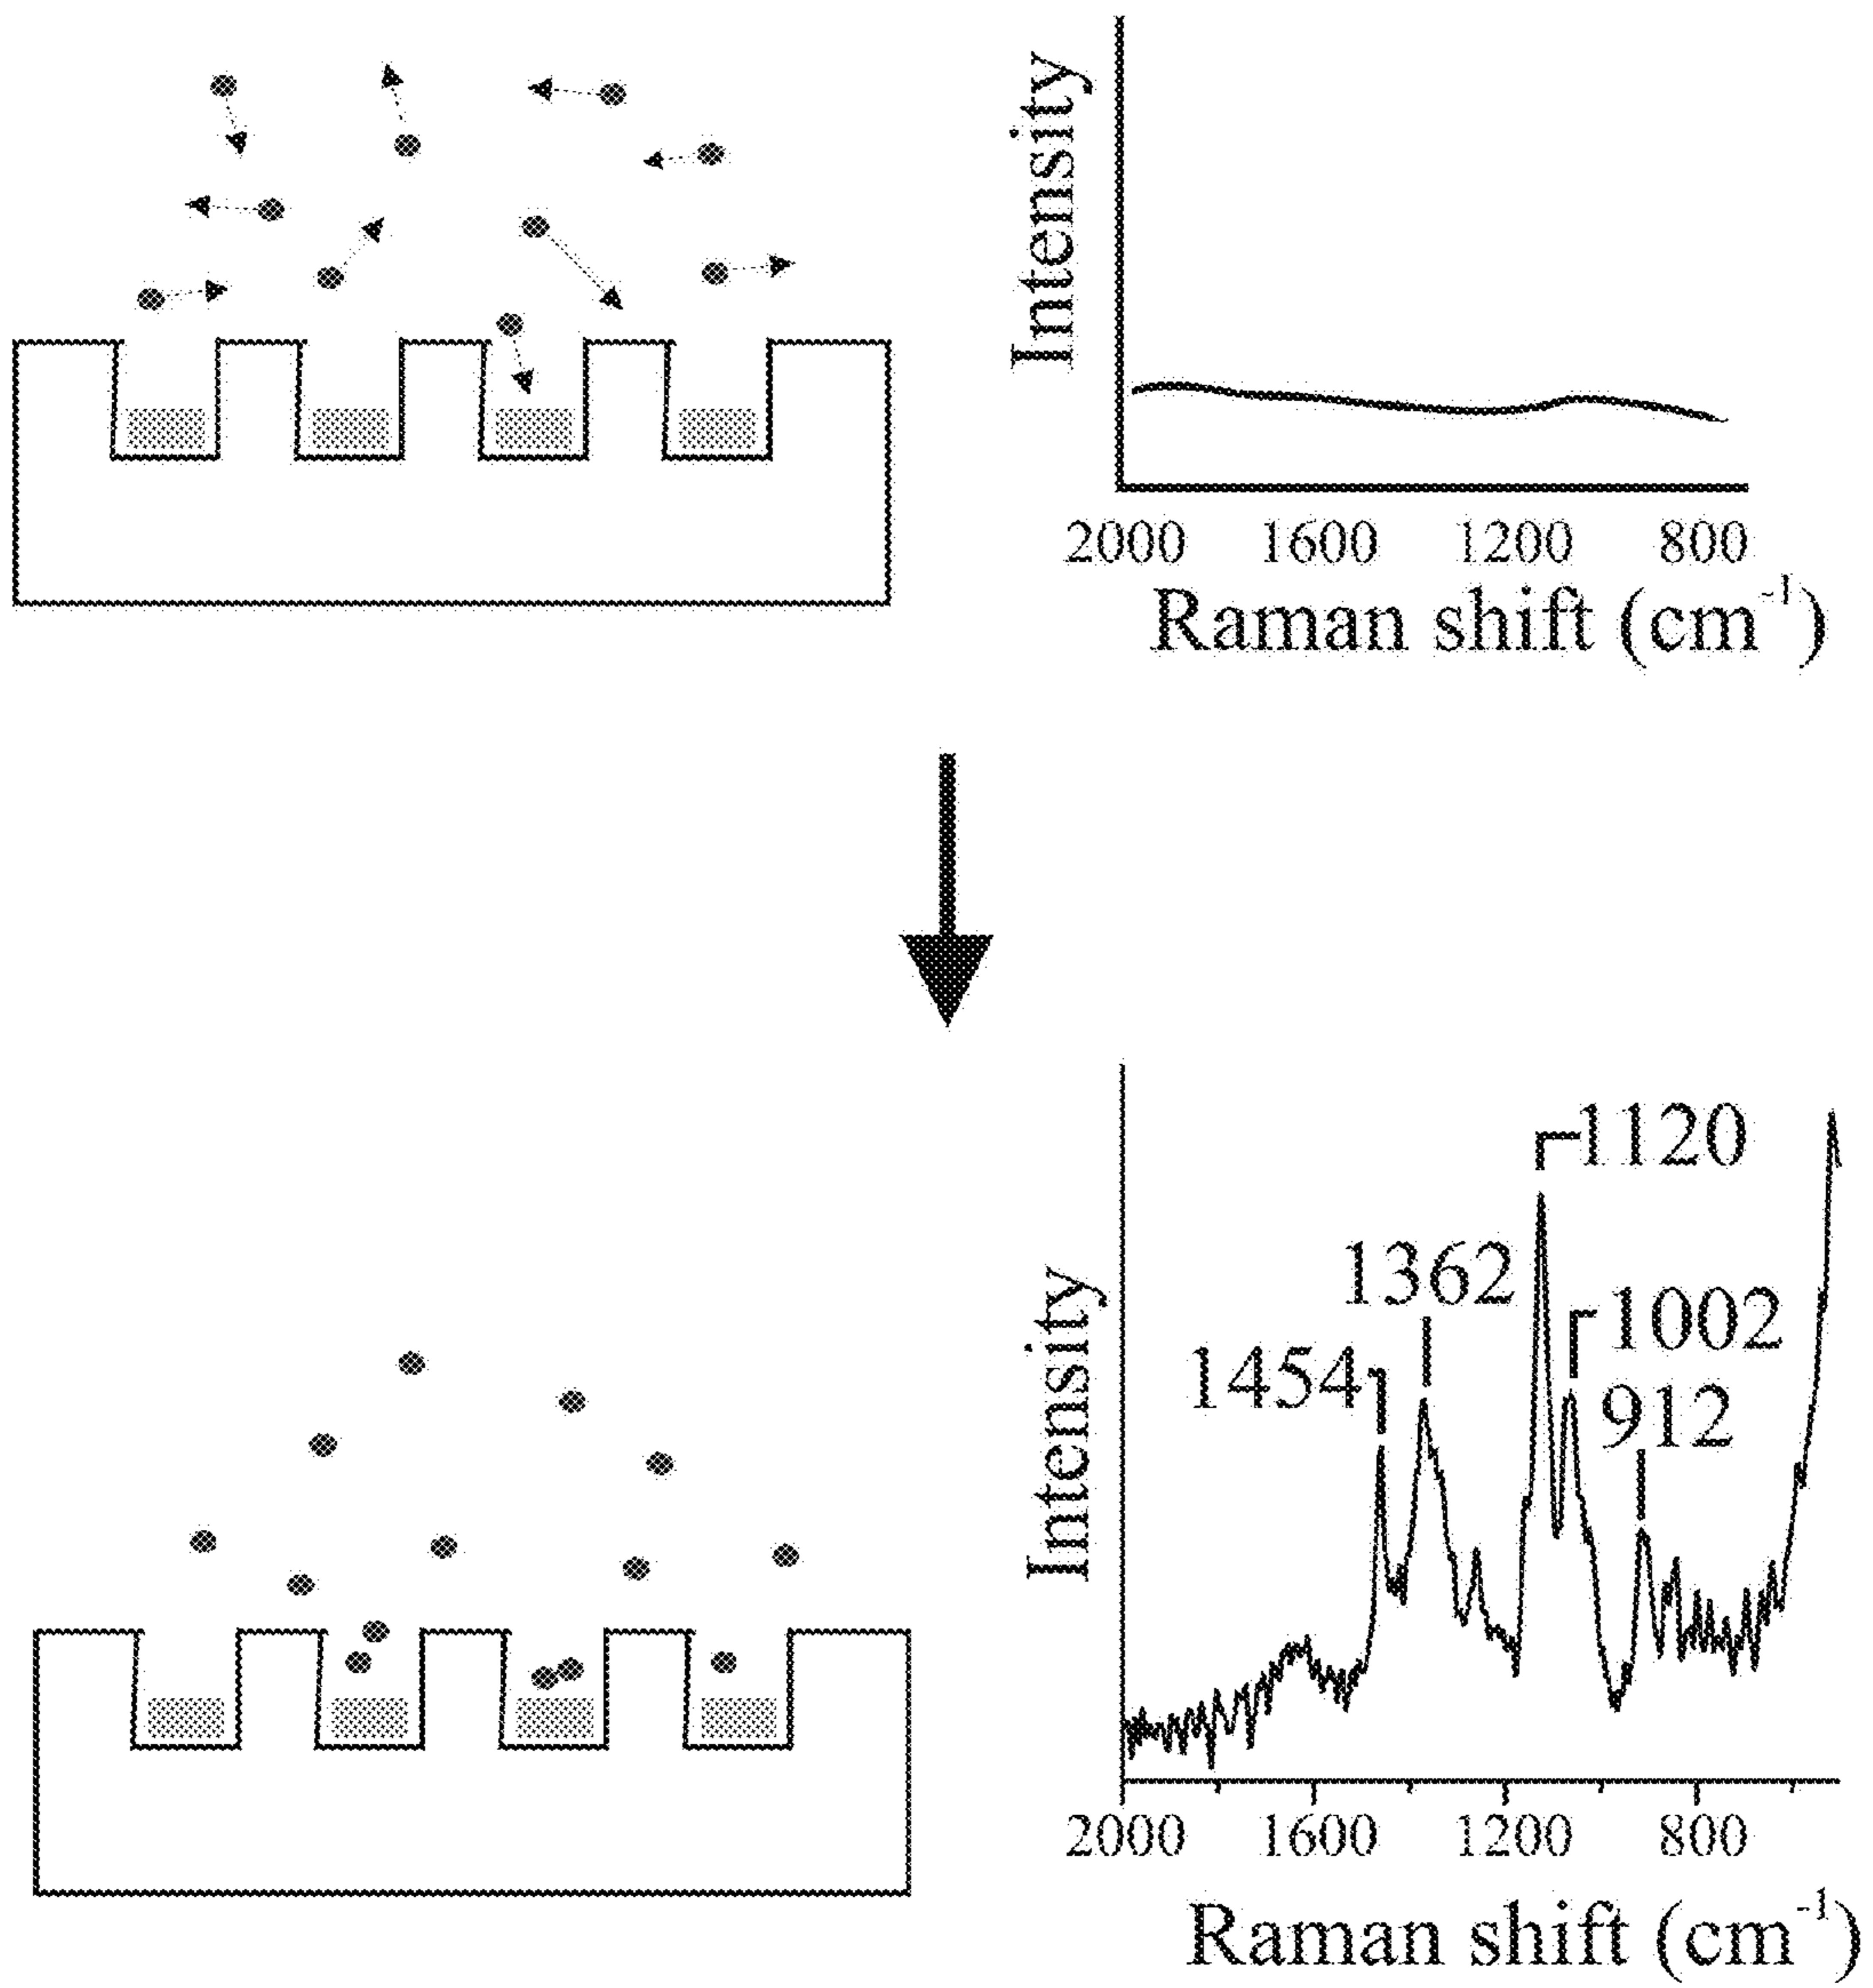 Intensity
2000 1600 1200 800
Raman shift (cm⁻¹)
1120
1362
1002
1454
912
Intensity
2000 1600 1200 800
Raman shift (cm⁻¹)